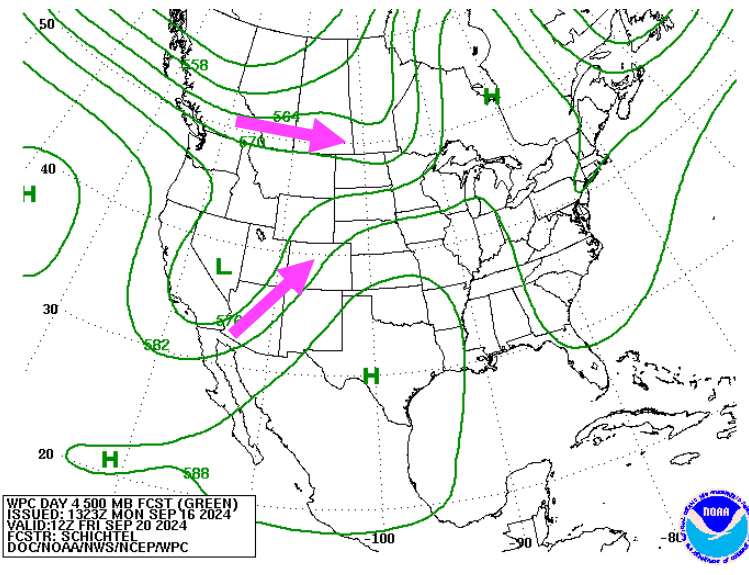 50
558
564
570
40
H
H
L
30
576
582
H
20
H
588
WPC DAY 4 500 MB FCST (GREEN)
ISSUED: 1323Z MON SEP 16 2024
VALID:12Z FRI SEP 20 2024
FCSTR: SCHICHTEL
DOC/NOAA/NWS/NCEP/WPC
-100
-90
-80
NOAA